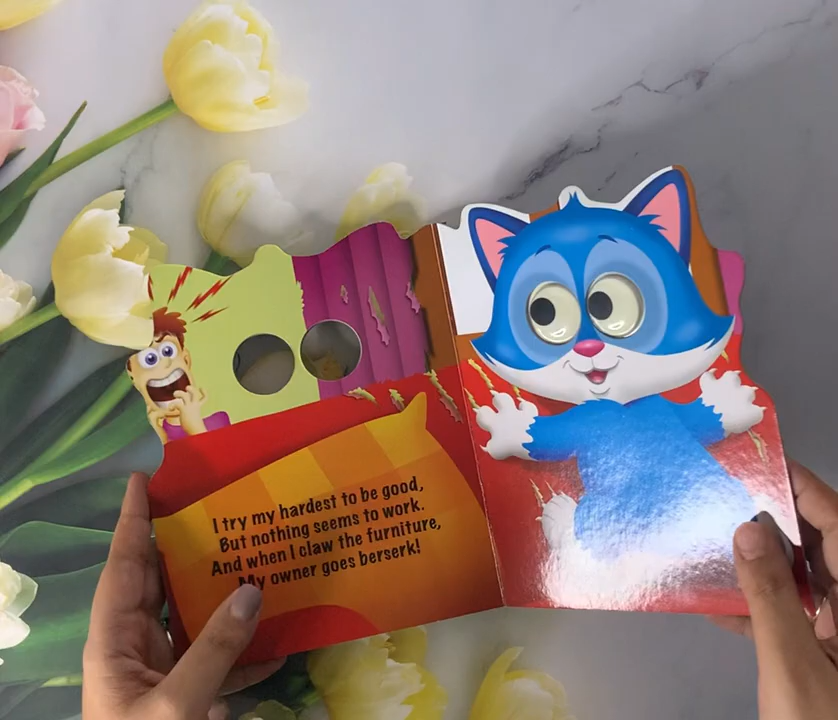 I try my hardest to be good,
But nothing seems to work.
And when I claw the furniture,
My owner goes berserk!